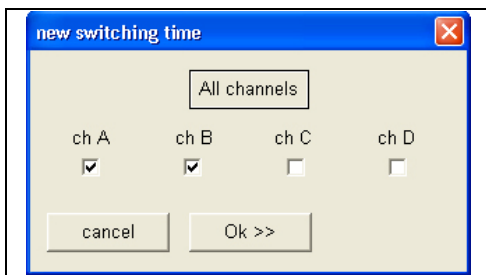 new switching time
All channels
ch A ch B ch C ch D
cancel Ok >>